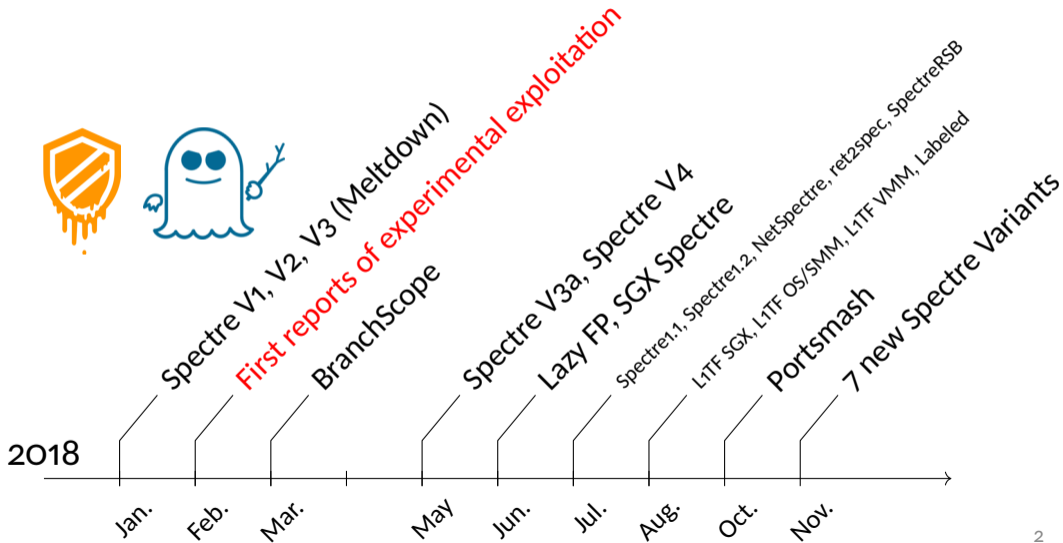 Spectre V1, V2, V3 (Meltdown)
First reports of experimental exploitation
BranchScope
Spectre V3a, Spectre V4
Lazy FP, SGX Spectre
Spectre1.1, Spectre1.2, NetSpectre, ret2spec, SpectreRSB
L1TF SGX, L1TF OS/SMM, L1TF VMM, Labeled
Portsmash
7 new Spectre Variants
2018
Jan.
Feb.
Mar.
May
Jun.
Jul.
Aug.
Oct.
Nov.
2